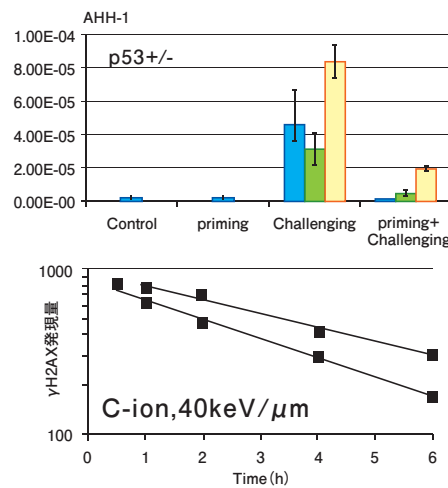 AHH-1
1.00E-04
8.00E-05
6.00E-05
4.00E-05
2.00E-05
0.00E-00
p53+/-
Control
priming
Challenging
priming+
Challenging
γH2AX発現量
1000
100
C-ion,40keV/μm
0
1
2
3
4
5
6
Time(h)